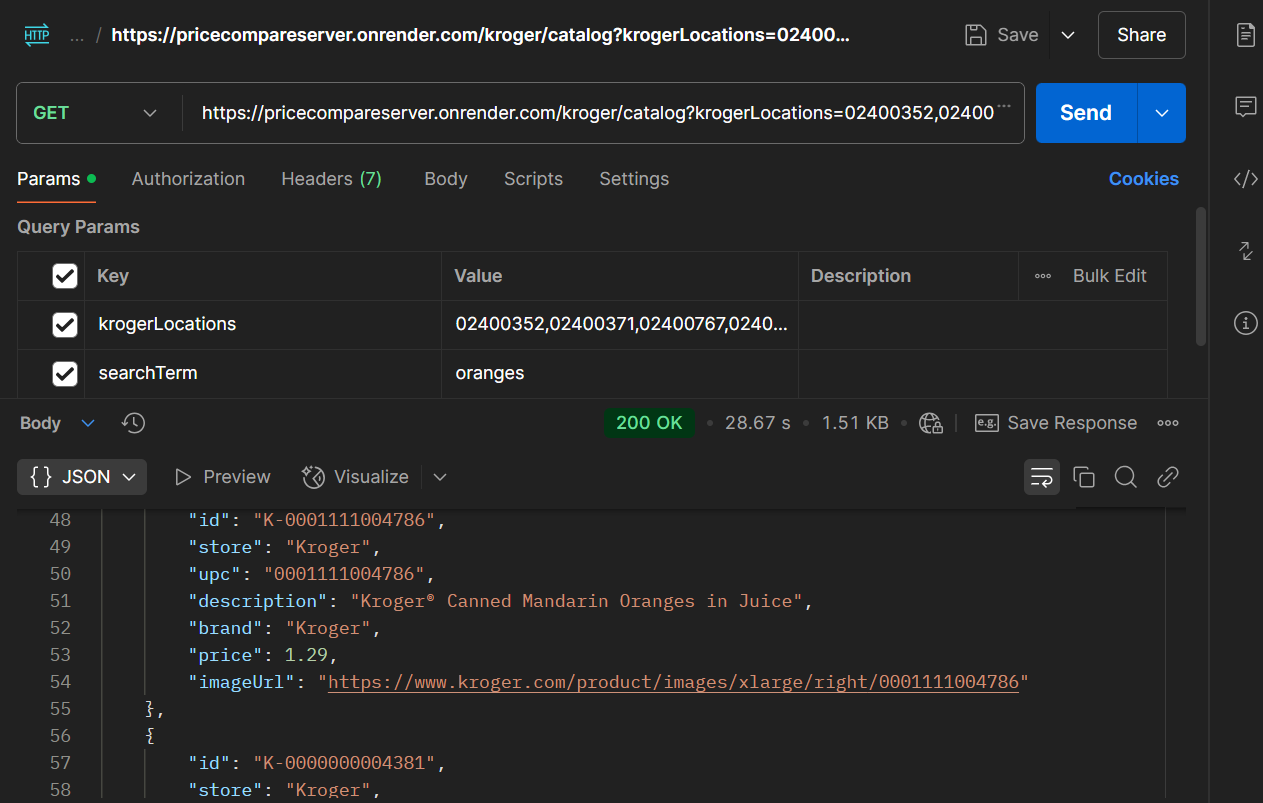 HTTP ... / https://pricecompareserver.onrender.com/kroger/catalog?krogerLocations=02400... Save Share
GET https://pricecompareserver.onrender.com/kroger/catalog?krogerLocations=02400352,02400 ... Send
Params Authorization Headers (7) Body Scripts Settings Cookies
Query Params
Key Value Description Bulk Edit
krogerLocations 02400352,02400371,02400767,0240...
searchTerm oranges
Body 200 OK • 28.67 s • 1.51 KB • e.g. Save Response
{} JSON Preview Visualize
48 "id": "K-0001111004786",
49 "store": "Kroger",
50 "upc": "0001111004786",
51 "description": "Kroger® Canned Mandarin Oranges in Juice",
52 "brand": "Kroger",
53 "price": 1.29,
54 "imageUrl": "https://www.kroger.com/product/images/xlarge/right/0001111004786"
55 },
56 {
57 "id": "K-0000000004381",
58 "store": "Kroger",